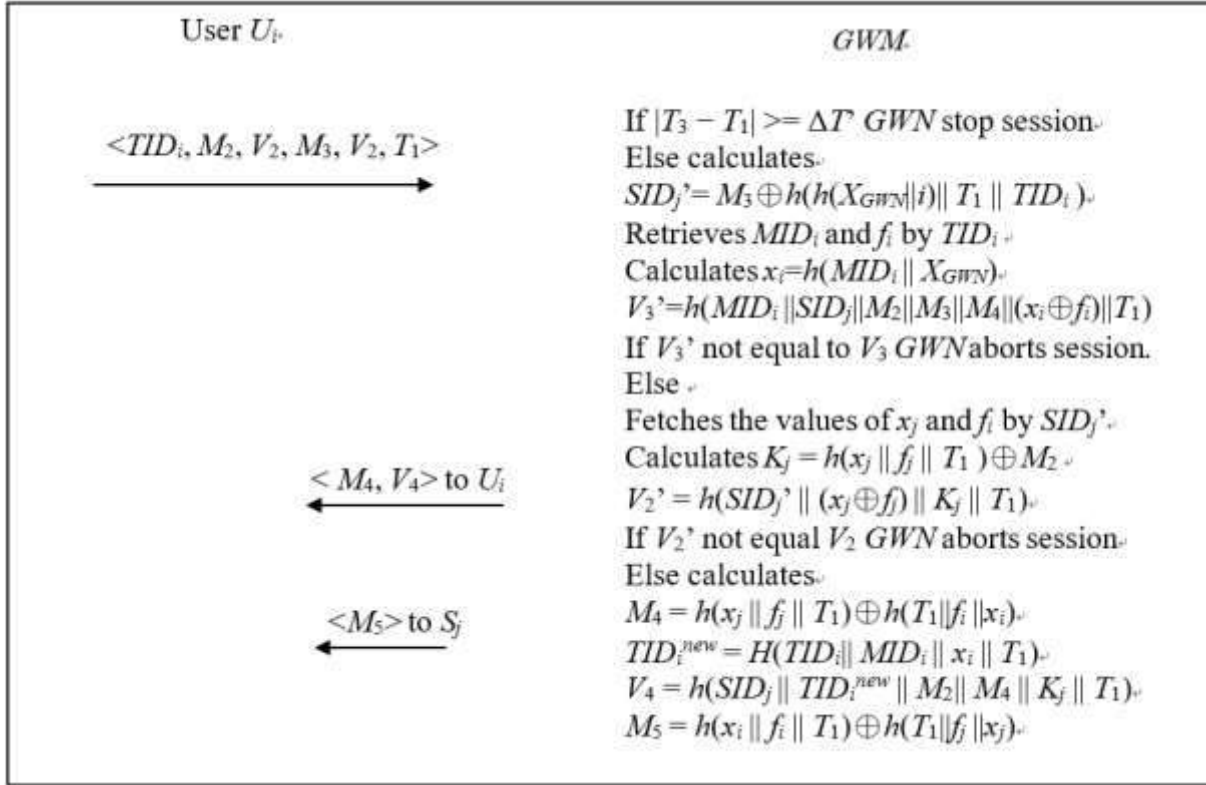 User Uᵢ
GWM
<TIDᵢ, M₂, V₂, M₃, V₂, T₁>
If |T₃ − T₁| >= ΔT’ GWN stop session
Else calculates
SIDⱼ’= M₃⊕h(h(X_GWN||i)|| T₁ || TIDᵢ )
Retrieves MIDᵢ and fᵢ by TIDᵢ
Calculates xᵢ=h(MIDᵢ || X_GWN)
V₃’=h(MIDᵢ ||SIDⱼ||M₂||M₃||M₄||(xᵢ⊕fᵢ)||T₁)
If V₃’ not equal to V₃ GWN aborts session.
Else
Fetches the values of xⱼ and fᵢ by SIDⱼ’
Calculates Kⱼ = h(xⱼ || fⱼ || T₁ )⊕M₂
< M₄, V₄> to Uᵢ
V₂’ = h(SIDⱼ’ || (xⱼ⊕fⱼ) || Kⱼ || T₁)
If V₂’ not equal V₂ GWN aborts session
Else calculates
<M₅> to Sⱼ
M₄ = h(xⱼ || fⱼ || T₁)⊕h(T₁||fᵢ ||xᵢ)
TIDᵢⁿᵉʷ = H(TIDᵢ|| MIDᵢ || xᵢ || T₁)
V₄ = h(SIDⱼ || TIDᵢⁿᵉʷ || M₂|| M₄ || Kⱼ || T₁)
M₅ = h(xᵢ || fᵢ || T₁)⊕h(T₁||fⱼ ||xⱼ)